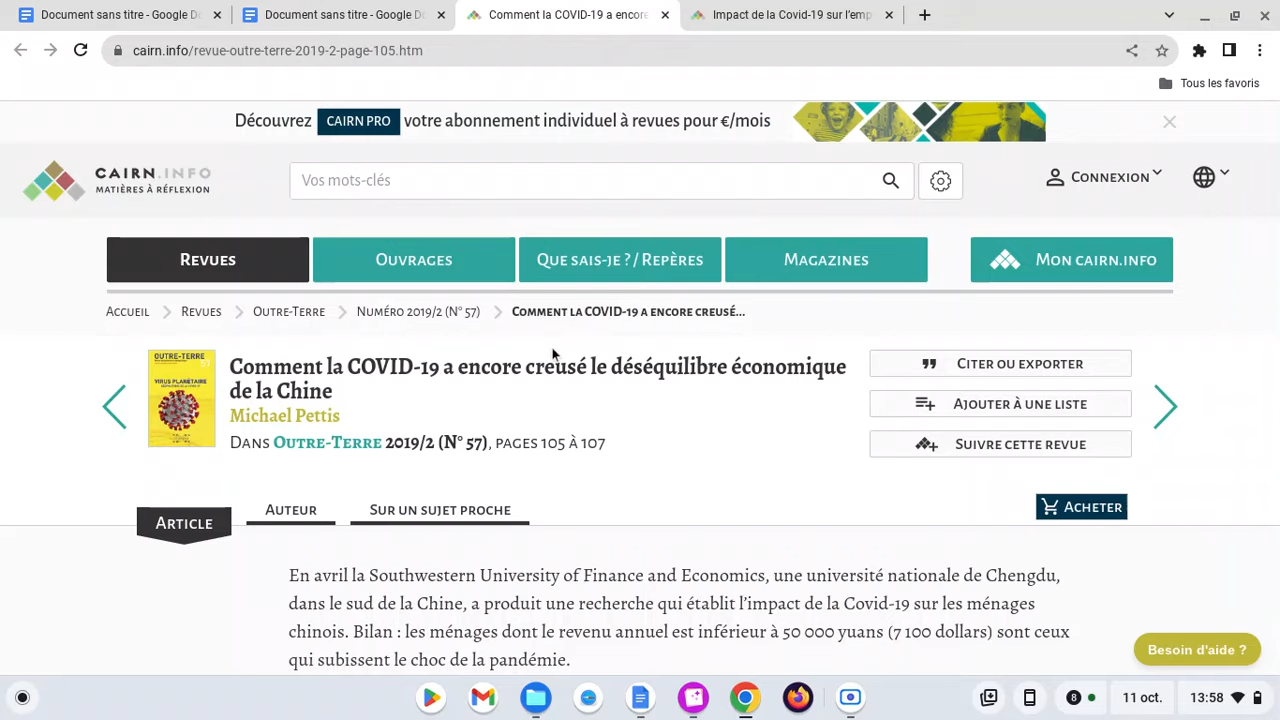 Document sans titre - Google Do
Document sans titre - Google Do
Comment la COVID-19 a encore
Impact de la Covid-19 sur l'emp
cairn.info/revue-outre-terre-2019-2-page-105.htm
Tous les favoris
Découvrez CAIRN PRO votre abonnement individuel à revues pour €/mois
CAIRN.INFO
MATIÈRES À RÉFLEXION
Vos mots-clés
CONNEXION
REVUES
OUVRAGES
QUE SAIS-JE ? / REPÈRES
MAGAZINES
MON CAIRN.INFO
ACCUEIL
REVUES
OUTRE-TERRE
NUMÉRO 2019/2 (N° 57)
COMMENT LA COVID-19 A ENCORE CREUSÉ...
OUTRE-TERRE
VIRUS PLANETAIRE
Comment la COVID-19 a encore creusé le déséquilibre économique
de la Chine
Michael Pettis
DANS OUTRE-TERRE 2019/2 (N° 57), PAGES 105 À 107
CITER OU EXPORTER
AJOUTER À UNE LISTE
SUIVRE CETTE REVUE
ARTICLE
AUTEUR
SUR UN SUJET PROCHE
ACHETER
En avril la Southwestern University of Finance and Economics, une université nationale de Chengdu,
dans le sud de la Chine, a produit une recherche qui établit l'impact de la Covid-19 sur les ménages
chinois. Bilan : les ménages dont le revenu annuel est inférieur à 50 000 yuans (7 100 dollars) sont ceux
qui subissent le choc de la pandémie.
Besoin d'aide ?
8
11 oct.
13:58